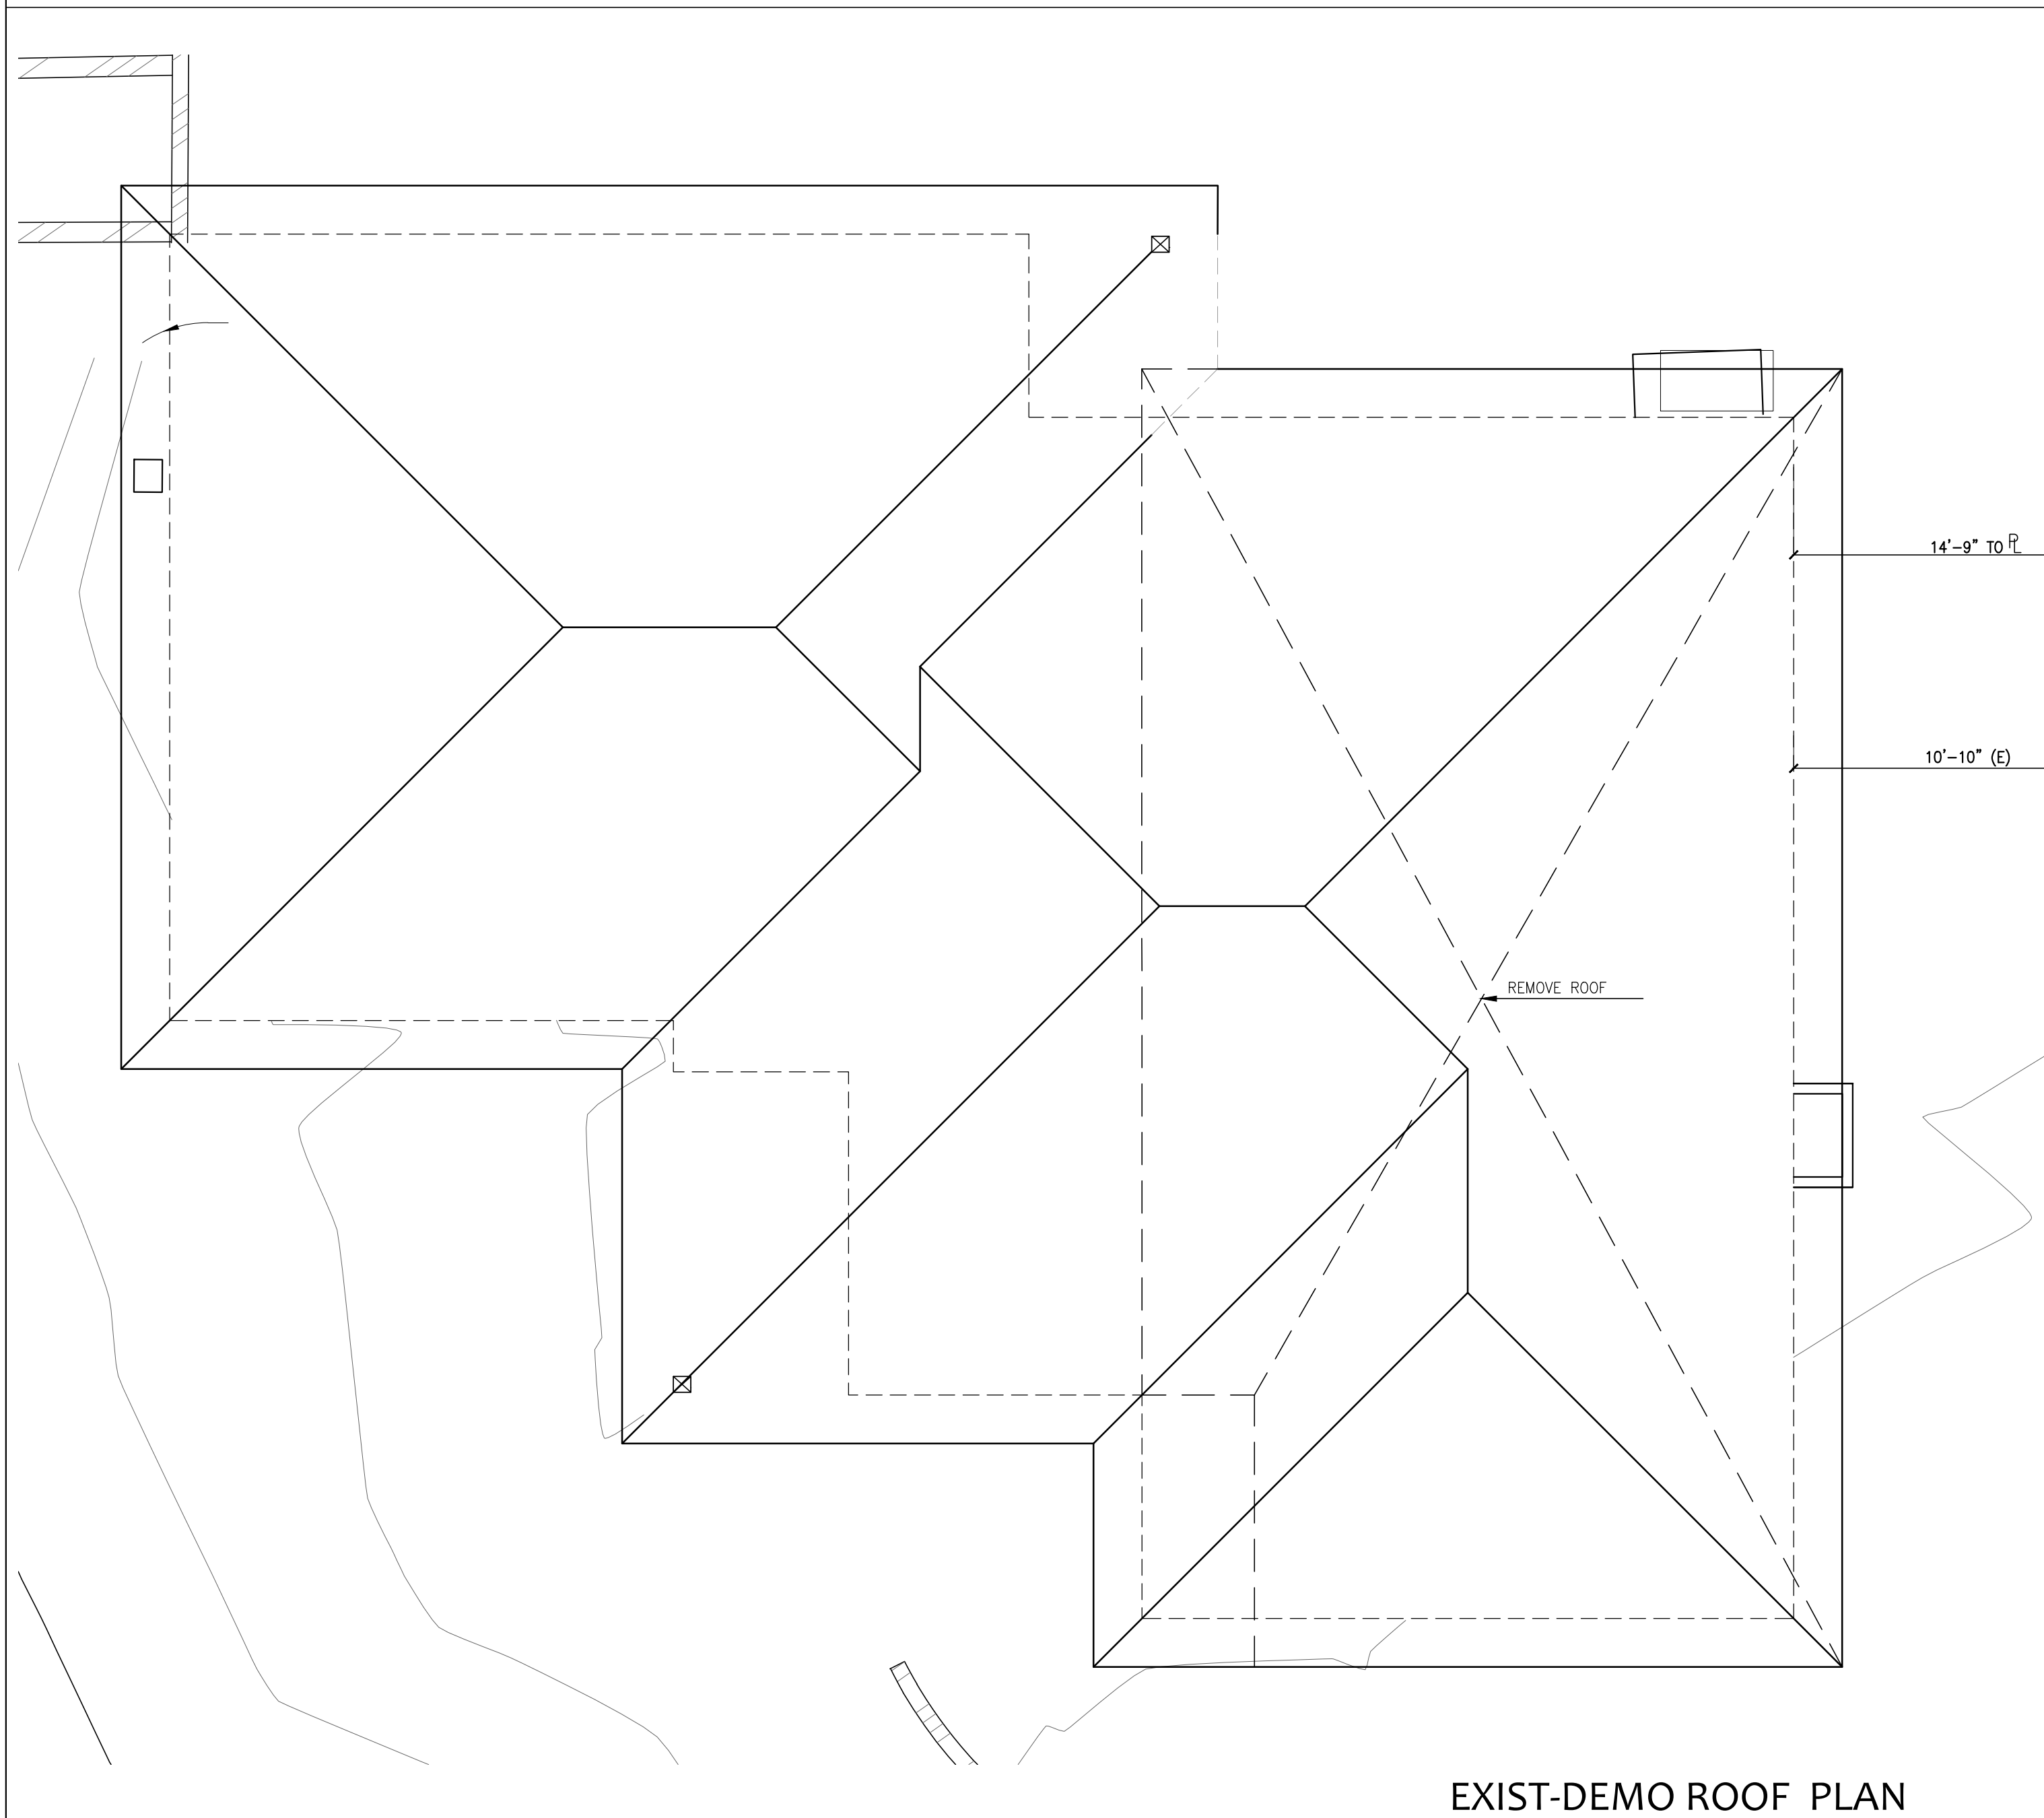 14'-9" TO PL
10'-10" (E)
REMOVE ROOF
EXIST-DEMO ROOF PLAN